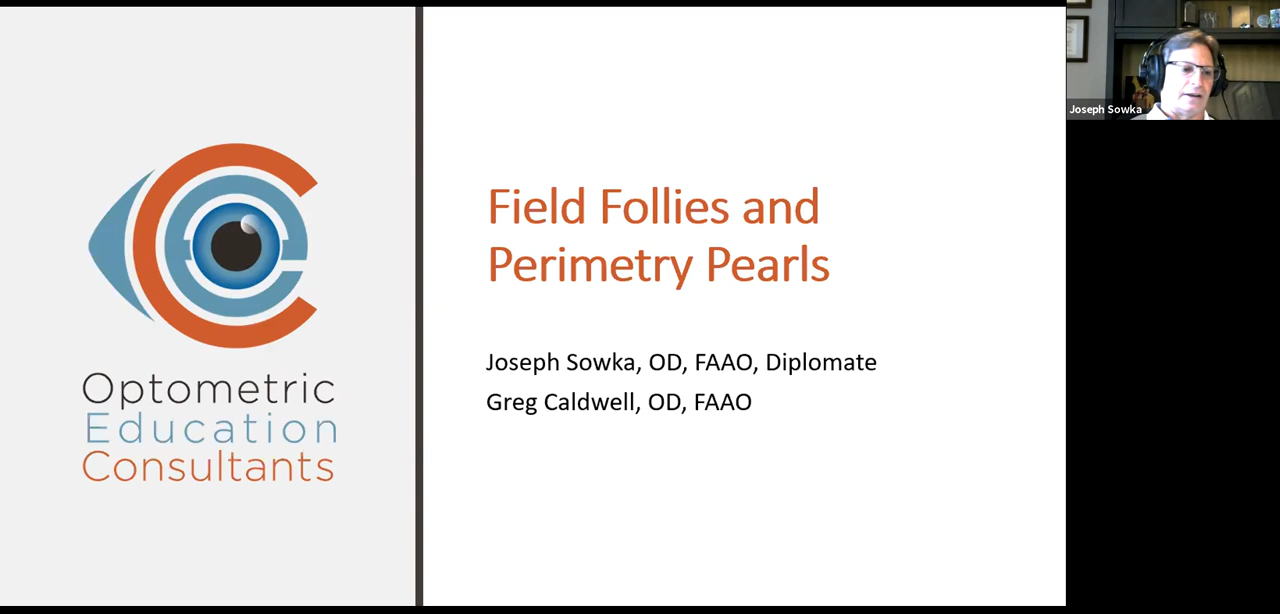 Field Follies and
Perimetry Pearls
Joseph Sowka, OD, FAAO, Diplomate
Greg Caldwell, OD, FAAO
Optometric
Education
Consultants
Joseph Sowka